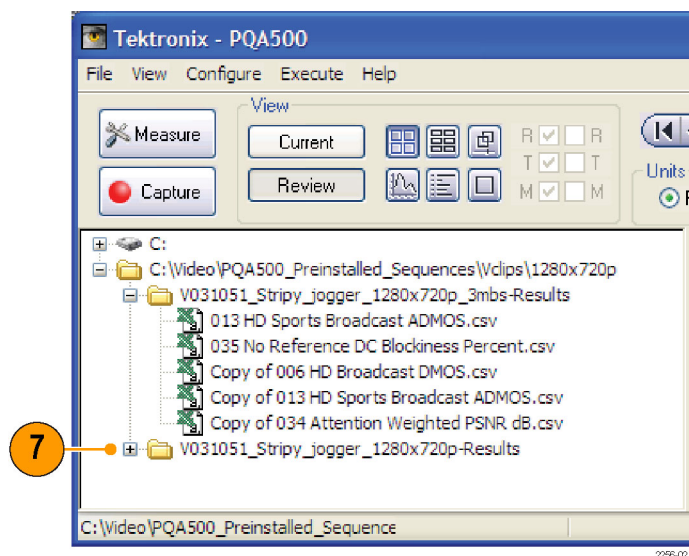 Tektronix - PQA500
File View Configure Execute Help
View
Measure
Current
R R
T T
M M
Capture
Review
Units
C:
C:\Video\PQA500_Preinstalled_Sequences\Vclips\1280x720p
V031051_Stripy_jogger_1280x720p_3mbs-Results
013 HD Sports Broadcast ADMOS.csv
035 No Reference DC Blockiness Percent.csv
Copy of 006 HD Broadcast DMOS.csv
Copy of 013 HD Sports Broadcast ADMOS.csv
Copy of 034 Attention Weighted PSNR dB.csv
7
V031051_Stripy_jogger_1280x720p-Results
C:\Video\PQA500_Preinstalled_Sequence